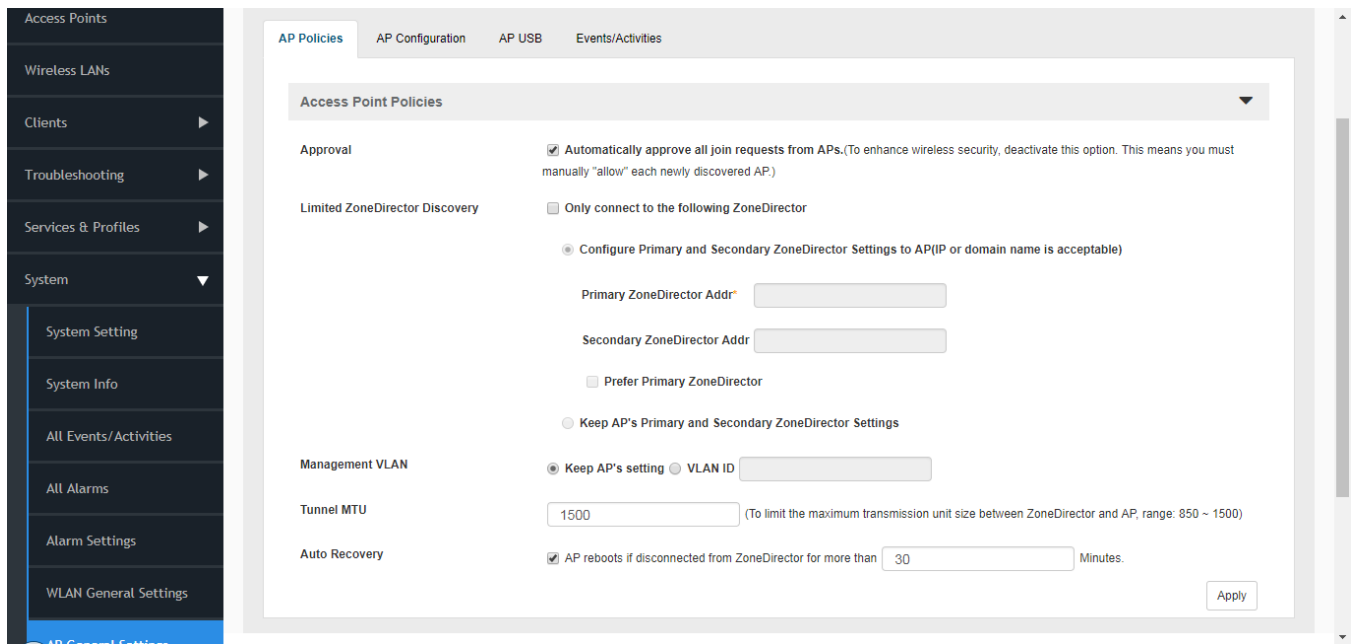 Access Points
Wireless LANs
Clients
Troubleshooting
Services & Profiles
System
System Setting
System Info
All Events/Activities
All Alarms
Alarm Settings
WLAN General Settings
AP General Settings
AP Policies AP Configuration AP USB Events/Activities
Access Point Policies
Approval Automatically approve all join requests from APs.(To enhance wireless security, deactivate this option. This means you must
manually "allow" each newly discovered AP.)
Limited ZoneDirector Discovery Only connect to the following ZoneDirector
Configure Primary and Secondary ZoneDirector Settings to AP(IP or domain name is acceptable)
Primary ZoneDirector Addr*
Secondary ZoneDirector Addr
Prefer Primary ZoneDirector
Keep AP's Primary and Secondary ZoneDirector Settings
Management VLAN Keep AP's setting VLAN ID
Tunnel MTU 1500 (To limit the maximum transmission unit size between ZoneDirector and AP, range: 850 ~ 1500)
Auto Recovery AP reboots if disconnected from ZoneDirector for more than 30 Minutes.
Apply